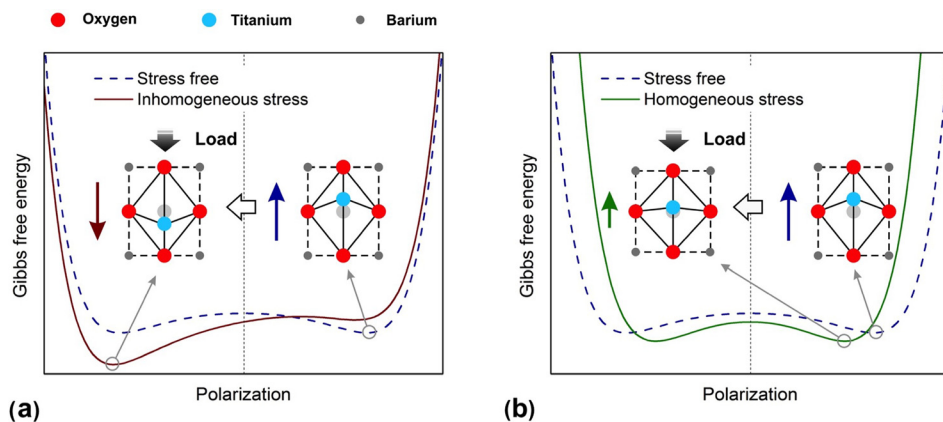 Oxygen Titanium Barium
Stress free
Inhomogeneous stress
Load
Gibbs free energy
Polarization
(a)
Stress free
Homogeneous stress
Load
Gibbs free energy
Polarization
(b)